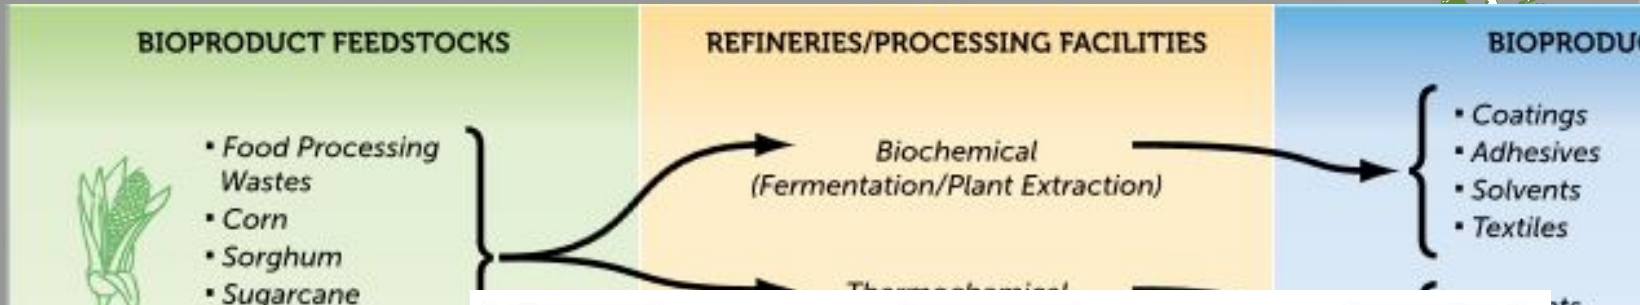 BIOPRODUCT FEEDSTOCKS
▪ Food Processing
Wastes
▪ Corn
▪ Sorghum
▪ Sugarcane
REFINERIES/PROCESSING FACILITIES
Biochemical
(Fermentation/Plant Extraction)
Thermochemical
▪ Coatings
▪ Adhesives
▪ Solvents
▪ Textiles